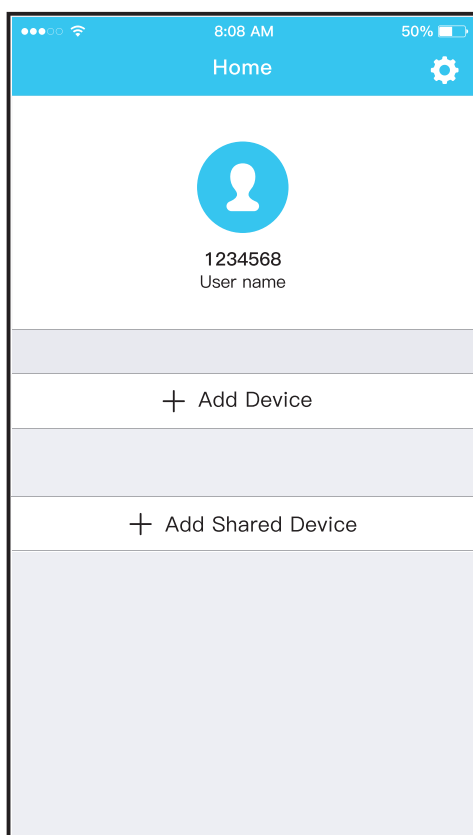 8:08 AM 50%
Home
1234568
User name
+ Add Device
+ Add Shared Device